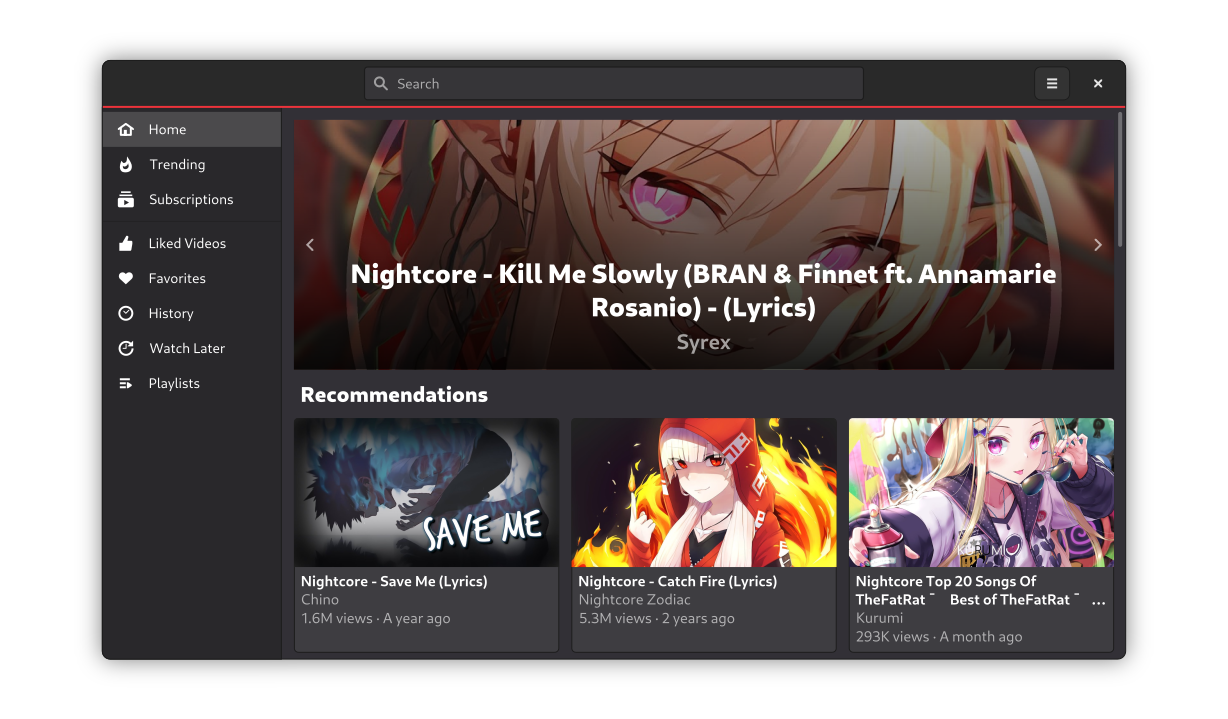 Search
Home
Trending
Subscriptions
Liked Videos
Favorites
History
Watch Later
Playlists
Nightcore - Kill Me Slowly (BRAN & Finnet ft. Annamarie
Rosanio) - (Lyrics)
Syrex
Recommendations
SAVE ME
Nightcore - Save Me (Lyrics)
Chino
1.6M views · A year ago
Nightcore - Catch Fire (Lyrics)
Nightcore Zodiac
5.3M views · 2 years ago
KURUMI
Nightcore Top 20 Songs Of
TheFatRat ¯ Best of TheFatRat ¯ ...
Kurumi
293K views · A month ago